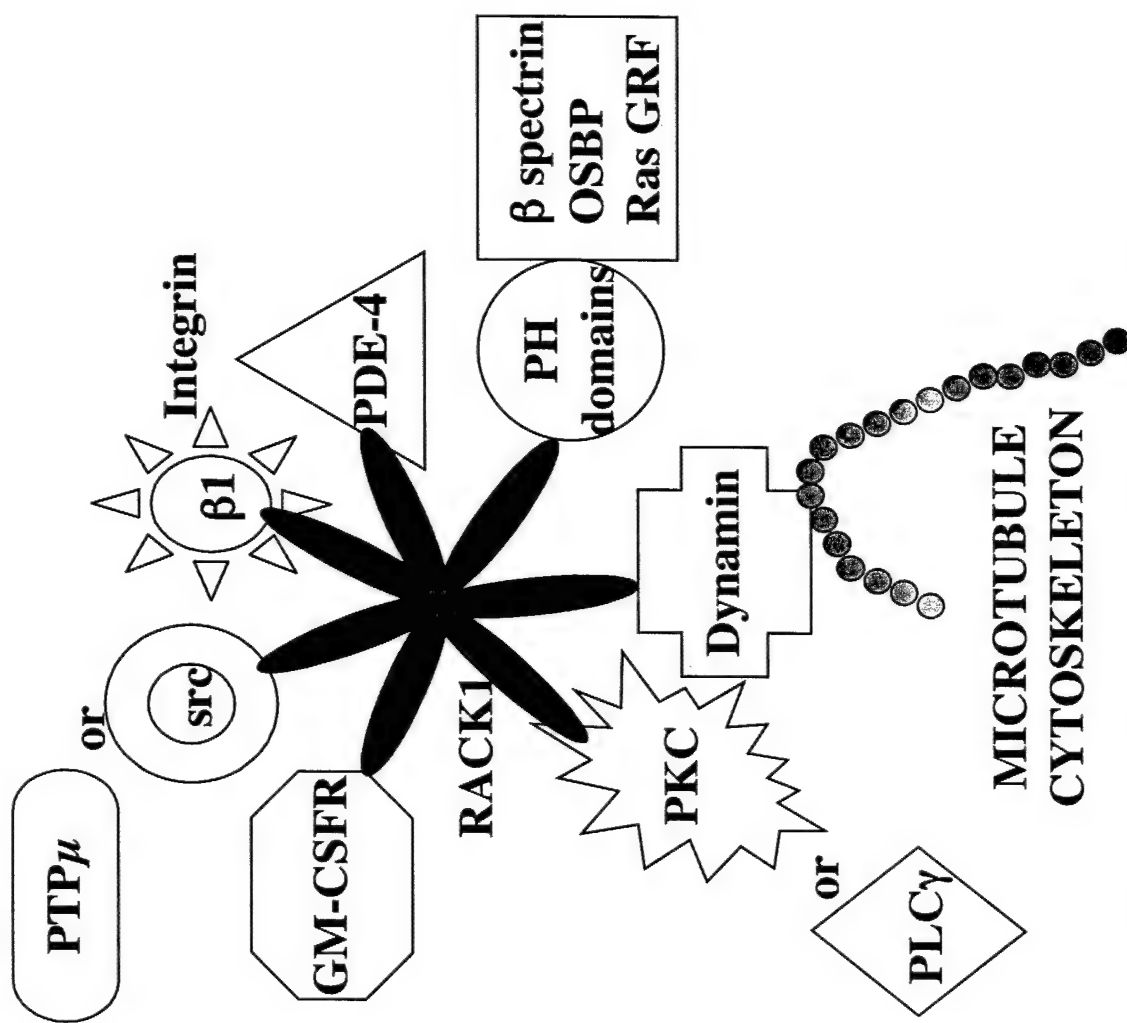 PTPμ
or
src
GM-CSFR
β1
Integrin
PDE-4
RACK1
PKC
or
PLCγ
Dynamin
PH
domains
β spectrin
OSBP
Ras GRF
MICROTUBULE
CYTOSKELETON